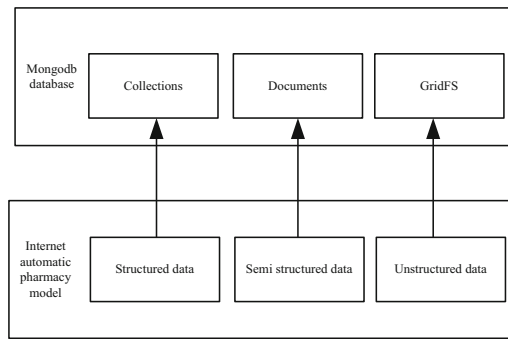 Mongodb
database
Collections
Documents
GridFS
Internet
automatic
pharmacy
model
Structured data
Semi structured data
Unstructured data